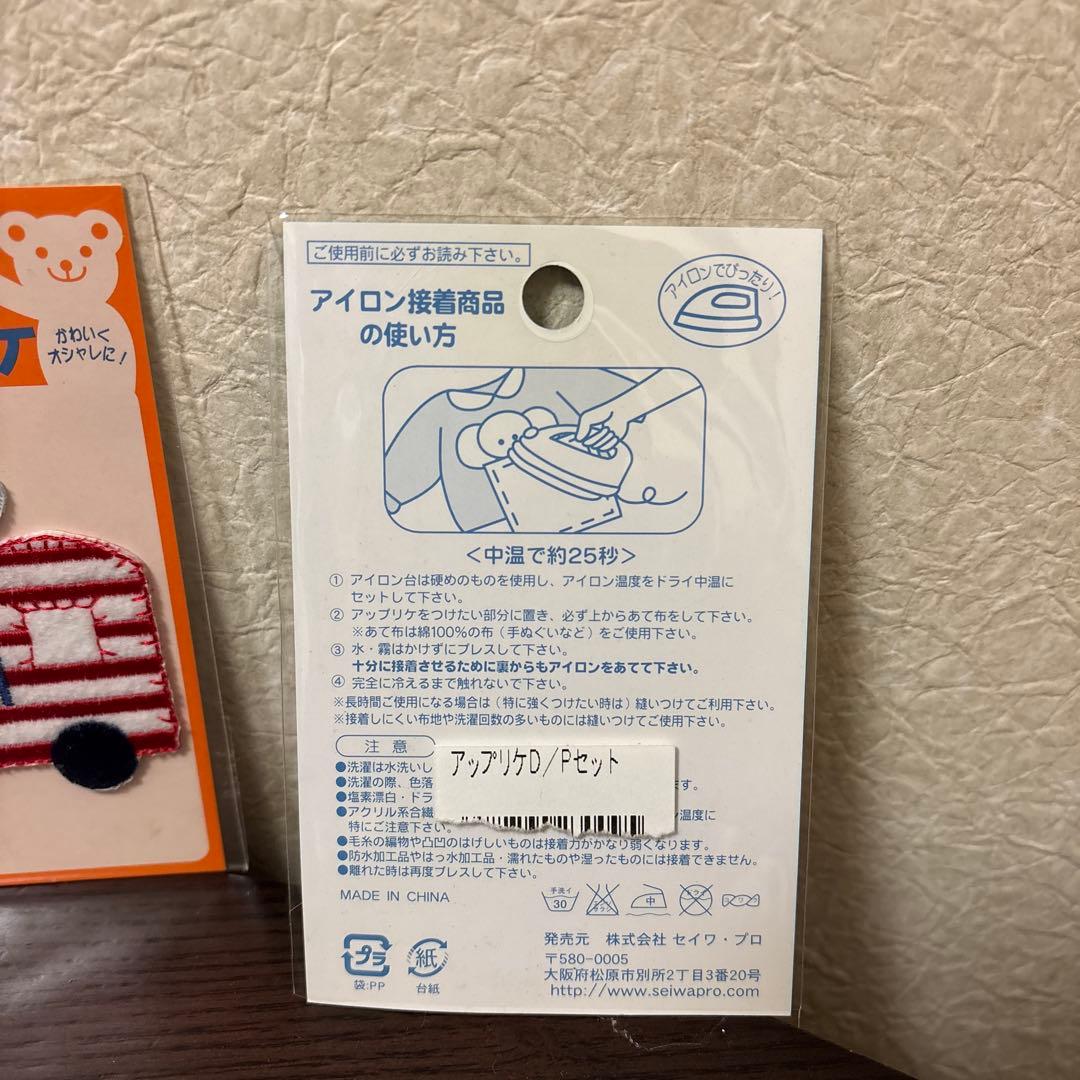 かわいく
オシャレに!
ご使用前に必ずお読み下さい。
アイロンでぴったり!
アイロン接着商品
の使い方
<中温で約25秒>
① アイロン台は硬めのものを使用し、アイロン温度をドライ中温に
セットして下さい。
② アップリケをつけたい部分に置き、必ず上からあて布をして下さい。
※あて布は綿100%の布（手ぬぐいなど）をご使用下さい。
③ 水・霧はかけずにプレスして下さい。
十分に接着させるために裏からもアイロンをあてて下さい。
④ 完全に冷えるまで触れないで下さい。
※長時間ご使用になる場合は（特に強くつけたい時は）縫いつけてご利用下さい。
※接着しにくい布地や洗濯回数の多いものには縫いつけてご使用下さい。
注 意
アップリケD/Pセット
●洗濯は水洗いし
●洗濯の際、色落 ます。
●塩素漂白・ドラ
●アクリル系合繊 ン温度に
特にご注意下さい。
●毛糸の編物や凸凹のはげしいものは接着力がかなり弱くなります。
●防水加工品やはっ水加工品・濡れたものや湿ったものには接着できません。
●離れた時は再度プレスして下さい。
MADE IN CHINA
手洗イ
30
中
プラ
袋:PP
紙
台紙
発売元 株式会社 セイワ・プロ
〒580-0005
大阪府松原市別所2丁目3番20号
http://www.seiwapro.com